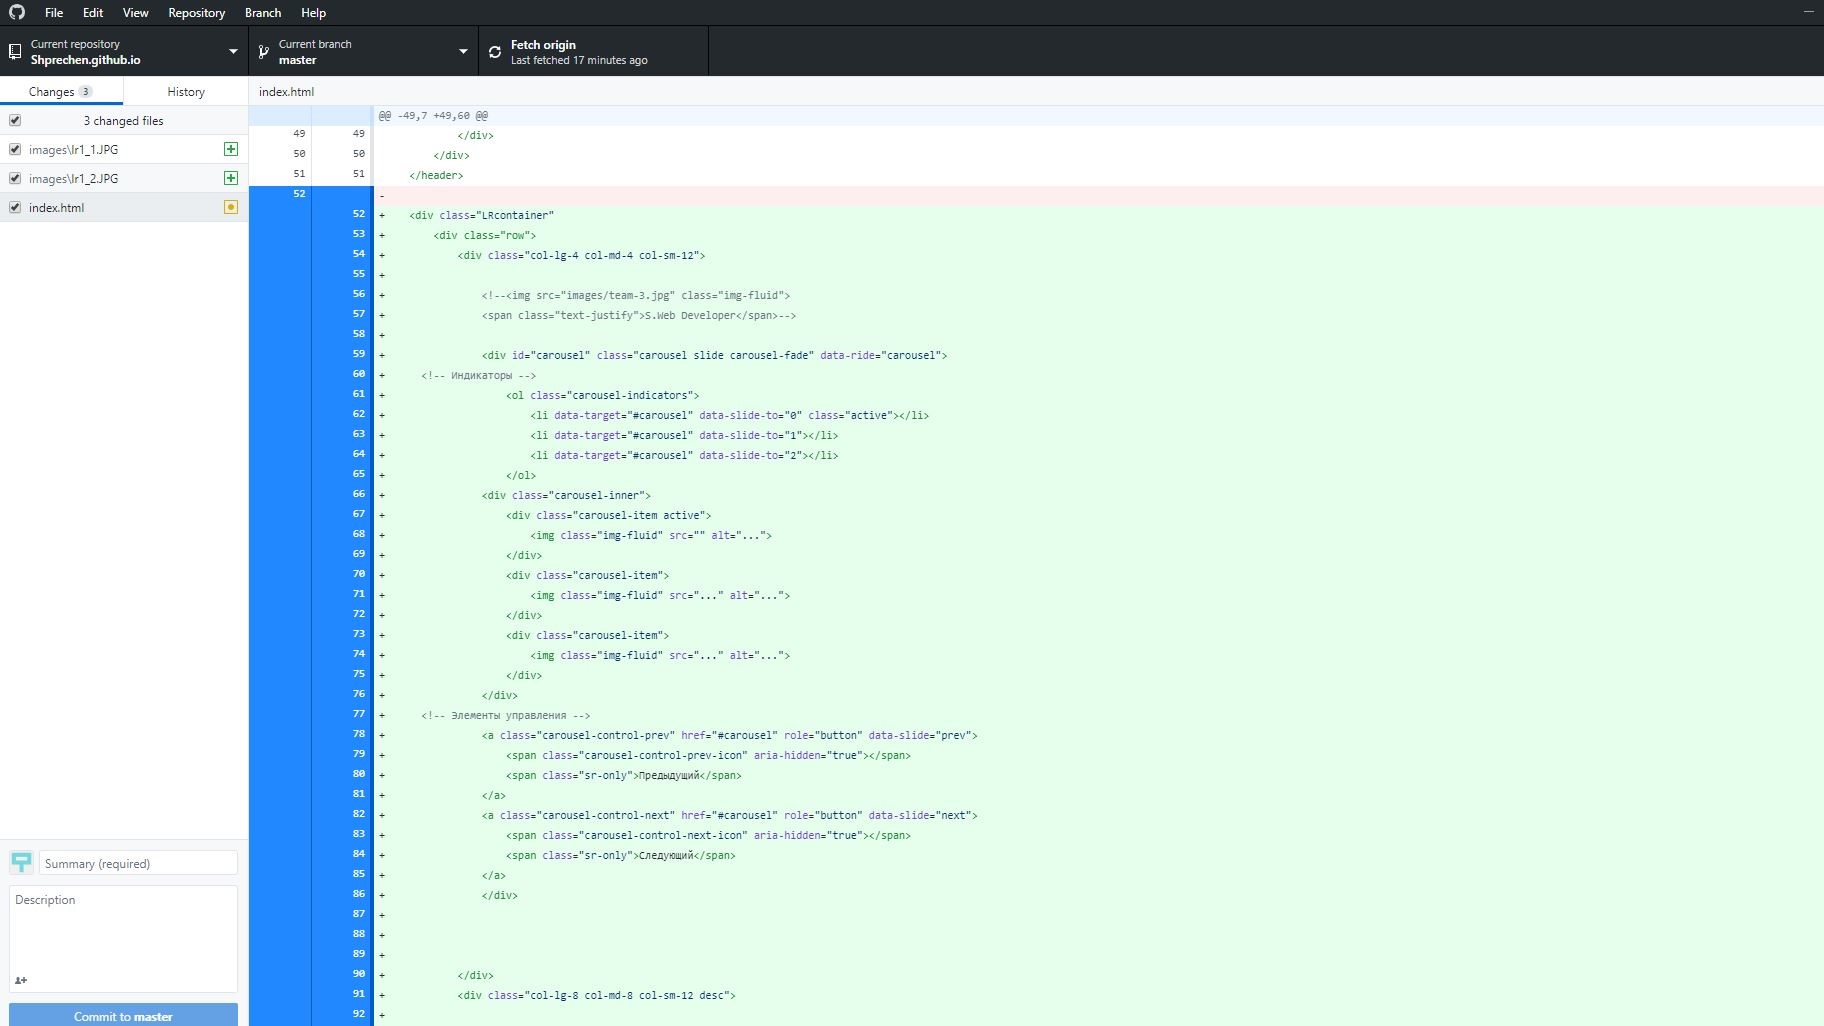 File Edit View Repository Branch Help
Current repository
Shprechen.github.io
Current branch
master
Fetch origin
Last fetched 17 minutes ago
Changes 3 History
index.html
3 changed files
images\lr1_1.JPG
images\lr1_2.JPG
index.html
@@ -49,7 +49,60 @@
49 49 </div>
50 50 </div>
51 51 </header>
52 -
52 + <div class="LRcontainer"
53 + <div class="row">
54 + <div class="col-lg-4 col-md-4 col-sm-12">
55 +
56 + <!--<img src="images/team-3.jpg" class="img-fluid">
57 + <span class="text-justify">S.Web Developer</span>-->
58 +
59 + <div id="carousel" class="carousel slide carousel-fade" data-ride="carousel">
60 + <!-- Индикаторы -->
61 + <ol class="carousel-indicators">
62 + <li data-target="#carousel" data-slide-to="0" class="active"></li>
63 + <li data-target="#carousel" data-slide-to="1"></li>
64 + <li data-target="#carousel" data-slide-to="2"></li>
65 + </ol>
66 + <div class="carousel-inner">
67 + <div class="carousel-item active">
68 + <img class="img-fluid" src="" alt="...">
69 + </div>
70 + <div class="carousel-item">
71 + <img class="img-fluid" src="..." alt="...">
72 + </div>
73 + <div class="carousel-item">
74 + <img class="img-fluid" src="..." alt="...">
75 + </div>
76 + </div>
77 + <!-- Элементы управления -->
78 + <a class="carousel-control-prev" href="#carousel" role="button" data-slide="prev">
79 + <span class="carousel-control-prev-icon" aria-hidden="true"></span>
80 + <span class="sr-only">Предыдущий</span>
81 + </a>
82 + <a class="carousel-control-next" href="#carousel" role="button" data-slide="next">
83 + <span class="carousel-control-next-icon" aria-hidden="true"></span>
84 + <span class="sr-only">Следующий</span>
85 + </a>
86 + </div>
87 +
88 +
89 +
90 + </div>
91 + <div class="col-lg-8 col-md-8 col-sm-12 desc">
92 +
Summary (required)
Description
Commit to master